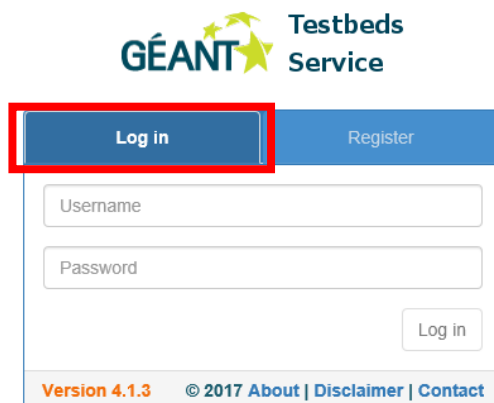 GÉANT
Testbeds
Service
Log in
Register
Username
Password
Log in
Version 4.1.3 © 2017 About | Disclaimer | Contact